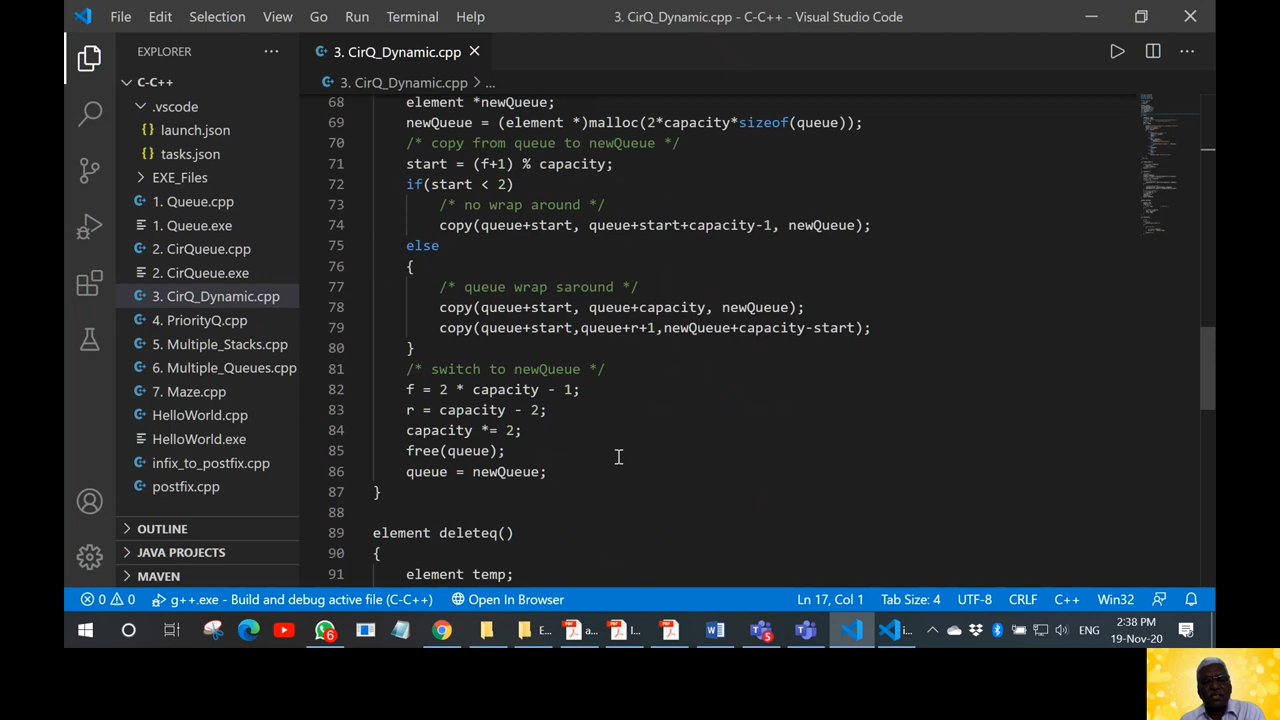 File Edit Selection View Go Run Terminal Help 3. CirQ_Dynamic.cpp - C-C++ - Visual Studio Code
EXPLORER
C-C++
.vscode
launch.json
tasks.json
EXE_Files
1. Queue.cpp
1. Queue.exe
2. CirQueue.cpp
2. CirQueue.exe
3. CirQ_Dynamic.cpp
4. PriorityQ.cpp
5. Multiple_Stacks.cpp
6. Multiple_Queues.cpp
7. Maze.cpp
HelloWorld.cpp
HelloWorld.exe
infix_to_postfix.cpp
postfix.cpp
OUTLINE
JAVA PROJECTS
MAVEN
3. CirQ_Dynamic.cpp
3. CirQ_Dynamic.cpp > ...
68 element *newQueue;
69 newQueue = (element *)malloc(2*capacity*sizeof(queue));
70 /* copy from queue to newQueue */
71 start = (f+1) % capacity;
72 if(start < 2)
73 /* no wrap around */
74 copy(queue+start, queue+start+capacity-1, newQueue);
75 else
76 {
77 /* queue wrap saround */
78 copy(queue+start, queue+capacity, newQueue);
79 copy(queue+start,queue+r+1,newQueue+capacity-start);
80 }
81 /* switch to newQueue */
82 f = 2 * capacity - 1;
83 r = capacity - 2;
84 capacity *= 2;
85 free(queue);
86 queue = newQueue;
87 }
88
89 element deleteq()
90 {
91 element temp;
0 0 g++.exe - Build and debug active file (C-C++) Open In Browser Ln 17, Col 1 Tab Size: 4 UTF-8 CRLF C++ Win32
6 E... a... I... 5 i... ENG 2:38 PM
19-Nov-20